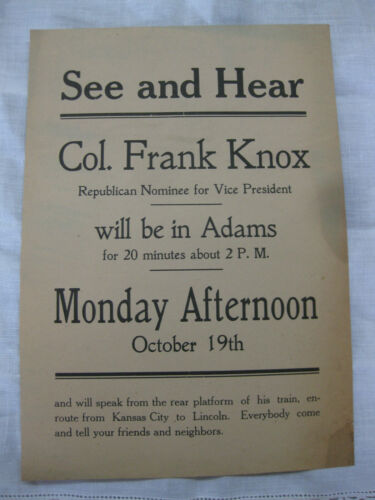 See and Hear
Col. Frank Knox
Republican Nominee for Vice President
will be in Adams
for 20 minutes about 2 P. M.
Monday Afternoon
October 19th
and will speak from the rear platform of his train, en-
route from Kansas City to Lincoln. Everybody come
and tell your friends and neighbors.